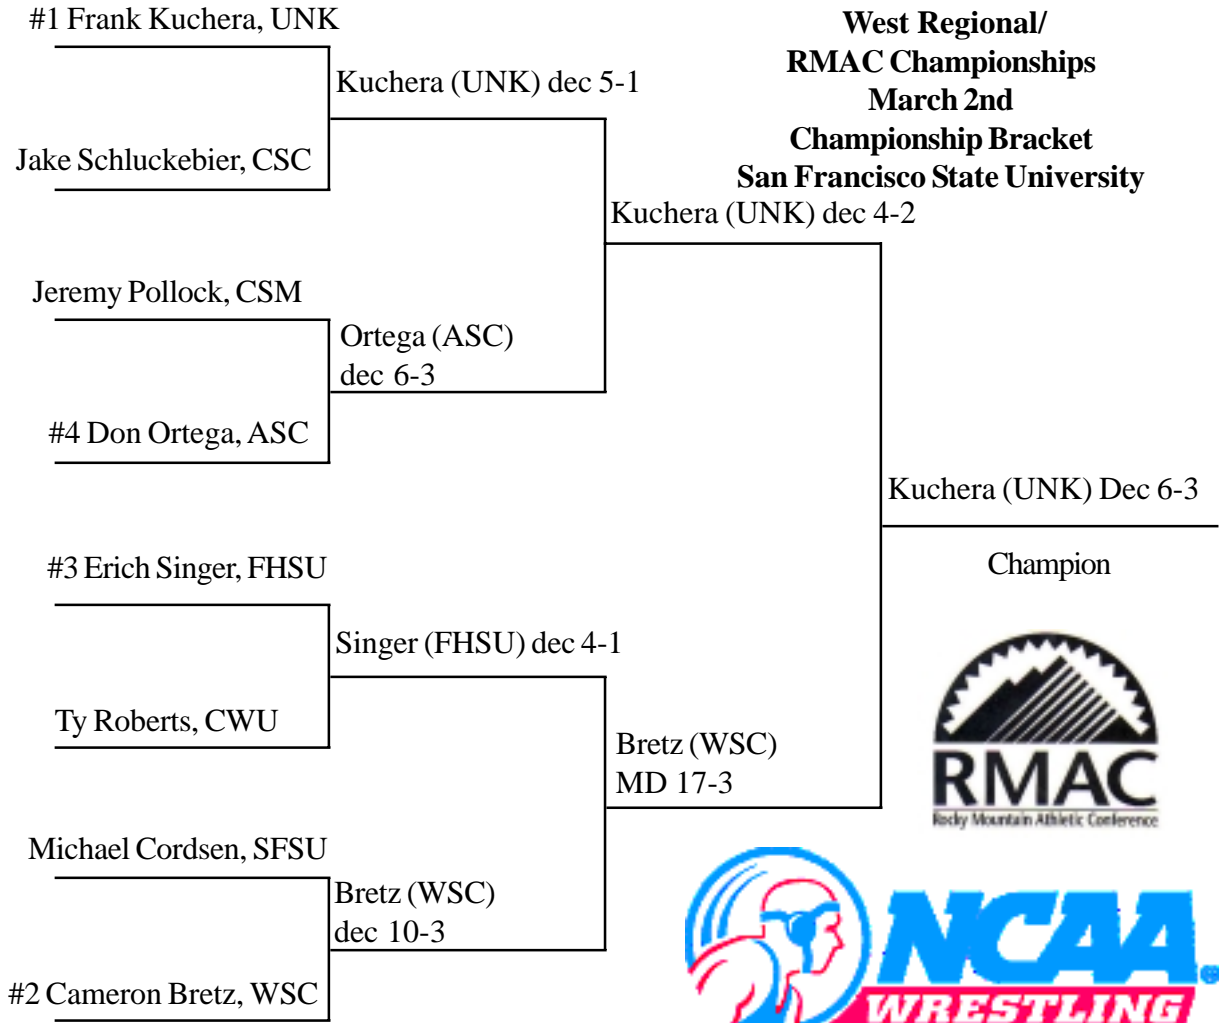 #1 Frank Kuchera, UNK
West Regional/
RMAC Championships
March 2nd
Championship Bracket
San Francisco State University
Kuchera (UNK) dec 5-1
Jake Schluckebier, CSC
Kuchera (UNK) dec 4-2
Jeremy Pollock, CSM
Ortega (ASC)
dec 6-3
#4 Don Ortega, ASC
Kuchera (UNK) Dec 6-3
Champion
#3 Erich Singer, FHSU
Singer (FHSU) dec 4-1
Ty Roberts, CWU
Bretz (WSC)
MD 17-3
RMAC
Rocky Mountain Athletic Conference
Michael Cordsen, SFSU
Bretz (WSC)
dec 10-3
#2 Cameron Bretz, WSC
NCAA®
WRESTLING